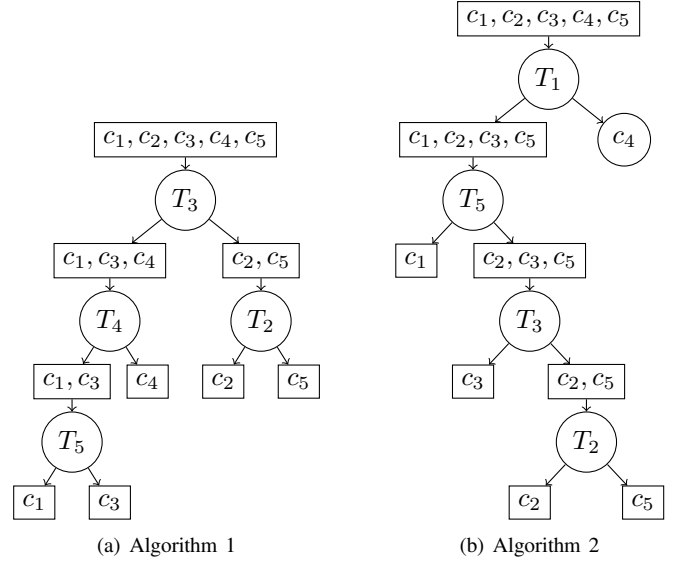 c₁, c₂, c₃, c₄, c₅
T₃
c₁, c₃, c₄
c₂, c₅
T₄
T₂
c₁, c₃
c₄
c₂
c₅
T₅
c₁
c₃
(a) Algorithm 1
c₁, c₂, c₃, c₄, c₅
T₁
c₁, c₂, c₃, c₅
c₄
T₅
c₁
c₂, c₃, c₅
T₃
c₃
c₂, c₅
T₂
c₂
c₅
(b) Algorithm 2